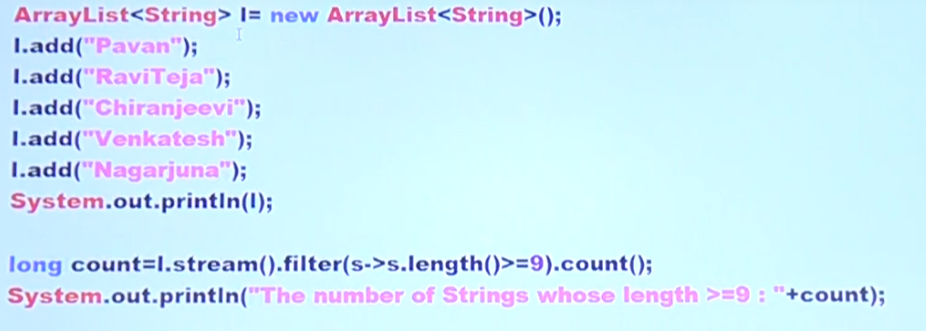 ArrayList<String> l= new ArrayList<String>();
l.add("Pavan");
l.add("RaviTeja");
l.add("Chiranjeevi");
l.add("Venkatesh");
l.add("Nagarjuna");
System.out.println(l);
long count=l.stream().filter(s->s.length()>=9).count();
System.out.println("The number of Strings whose length >=9 : "+count);